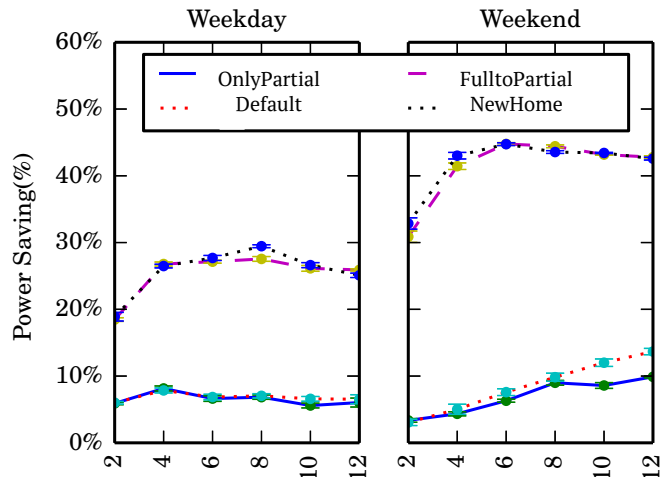 Weekday Weekend
60%
50%
40%
30%
20%
10%
0%
Power Saving(%)
OnlyPartial FulltoPartial
Default NewHome
2 4 6 8 10 12 2 4 6 8 10 12